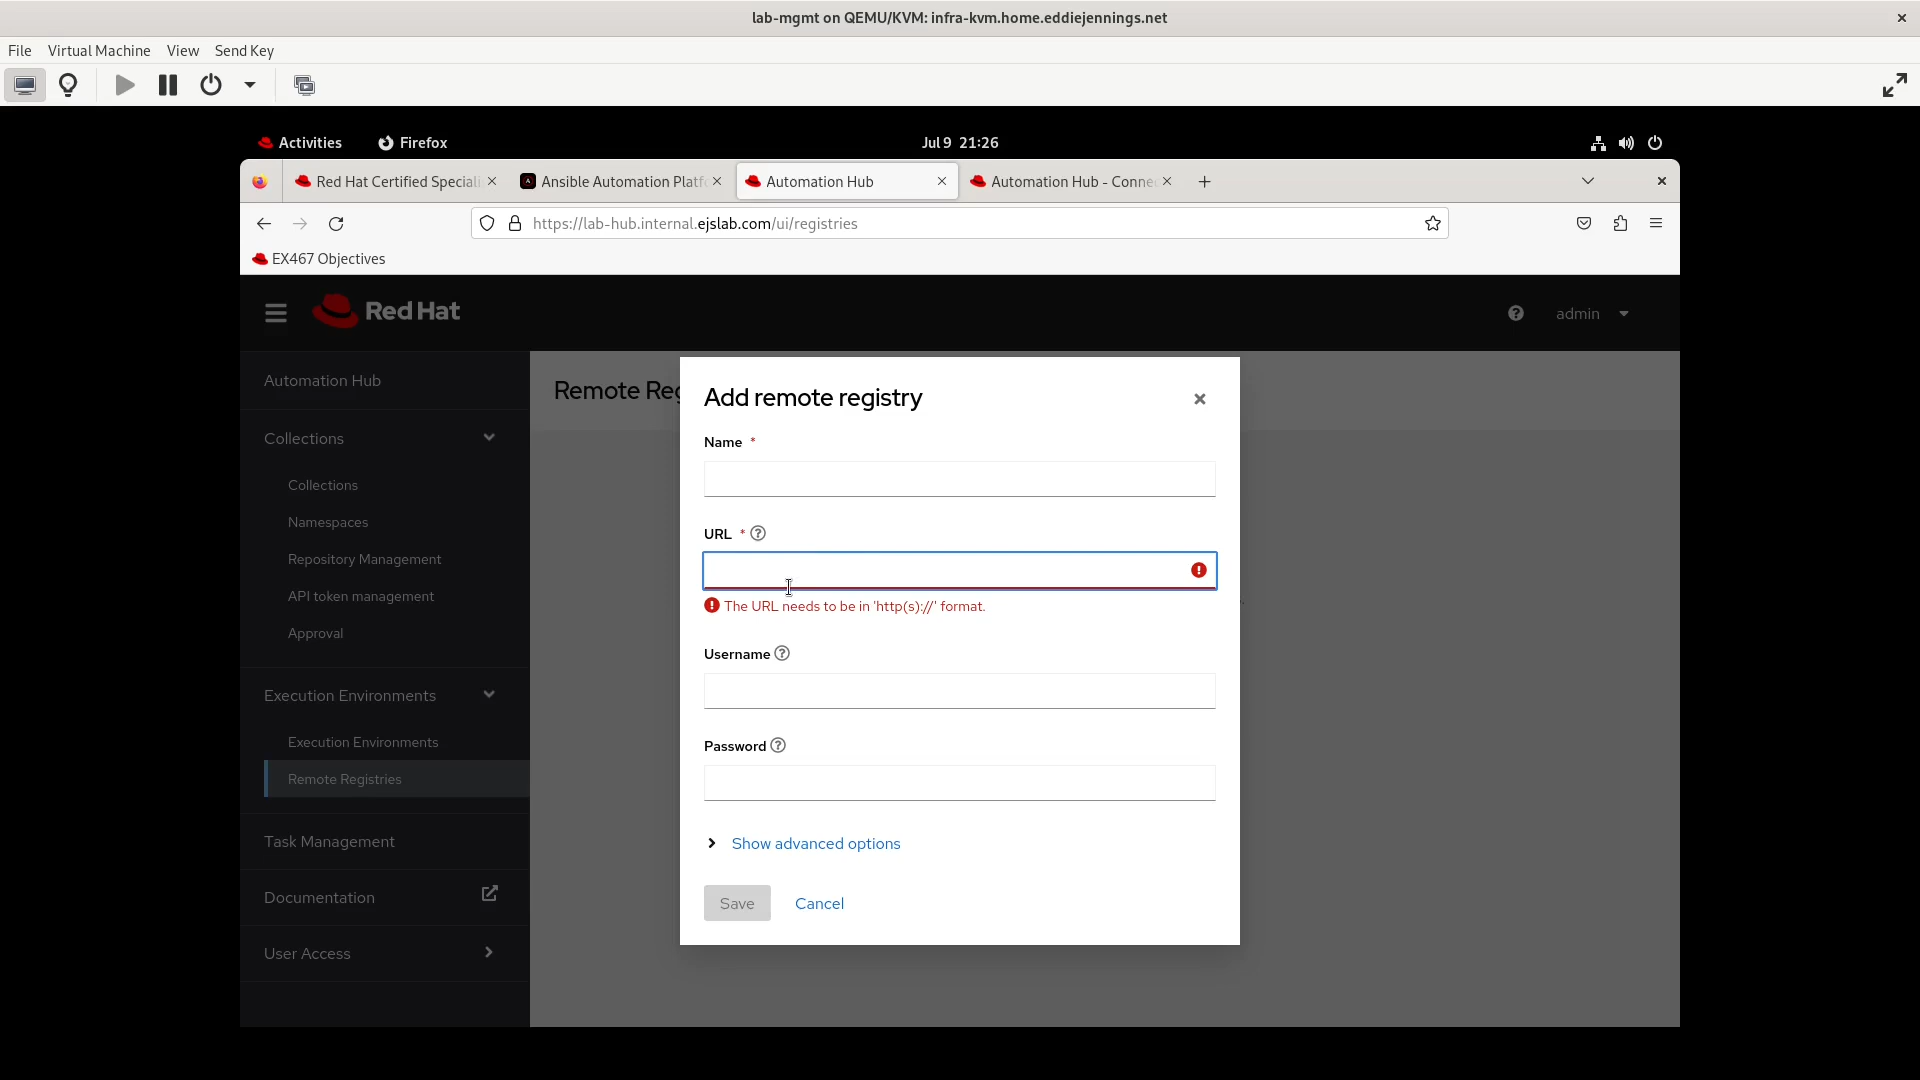 lab-mgmt on QEMU/KVM: infra-kvm.home.eddiejennings.net
File Virtual Machine View Send Key
Activities Firefox Jul 9 21:26
Red Hat Certified Speciali Ansible Automation Platfo Automation Hub Automation Hub - Connec
https://lab-hub.internal.ejslab.com/ui/registries
EX467 Objectives
Red Hat admin
Automation Hub
Collections
Collections
Namespaces
Repository Management
API token management
Approval
Execution Environments
Execution Environments
Remote Registries
Task Management
Documentation
User Access
Remote Reg
Add remote registry
Name *
URL *
The URL needs to be in 'http(s)://' format.
Username
Password
Show advanced options
Save Cancel